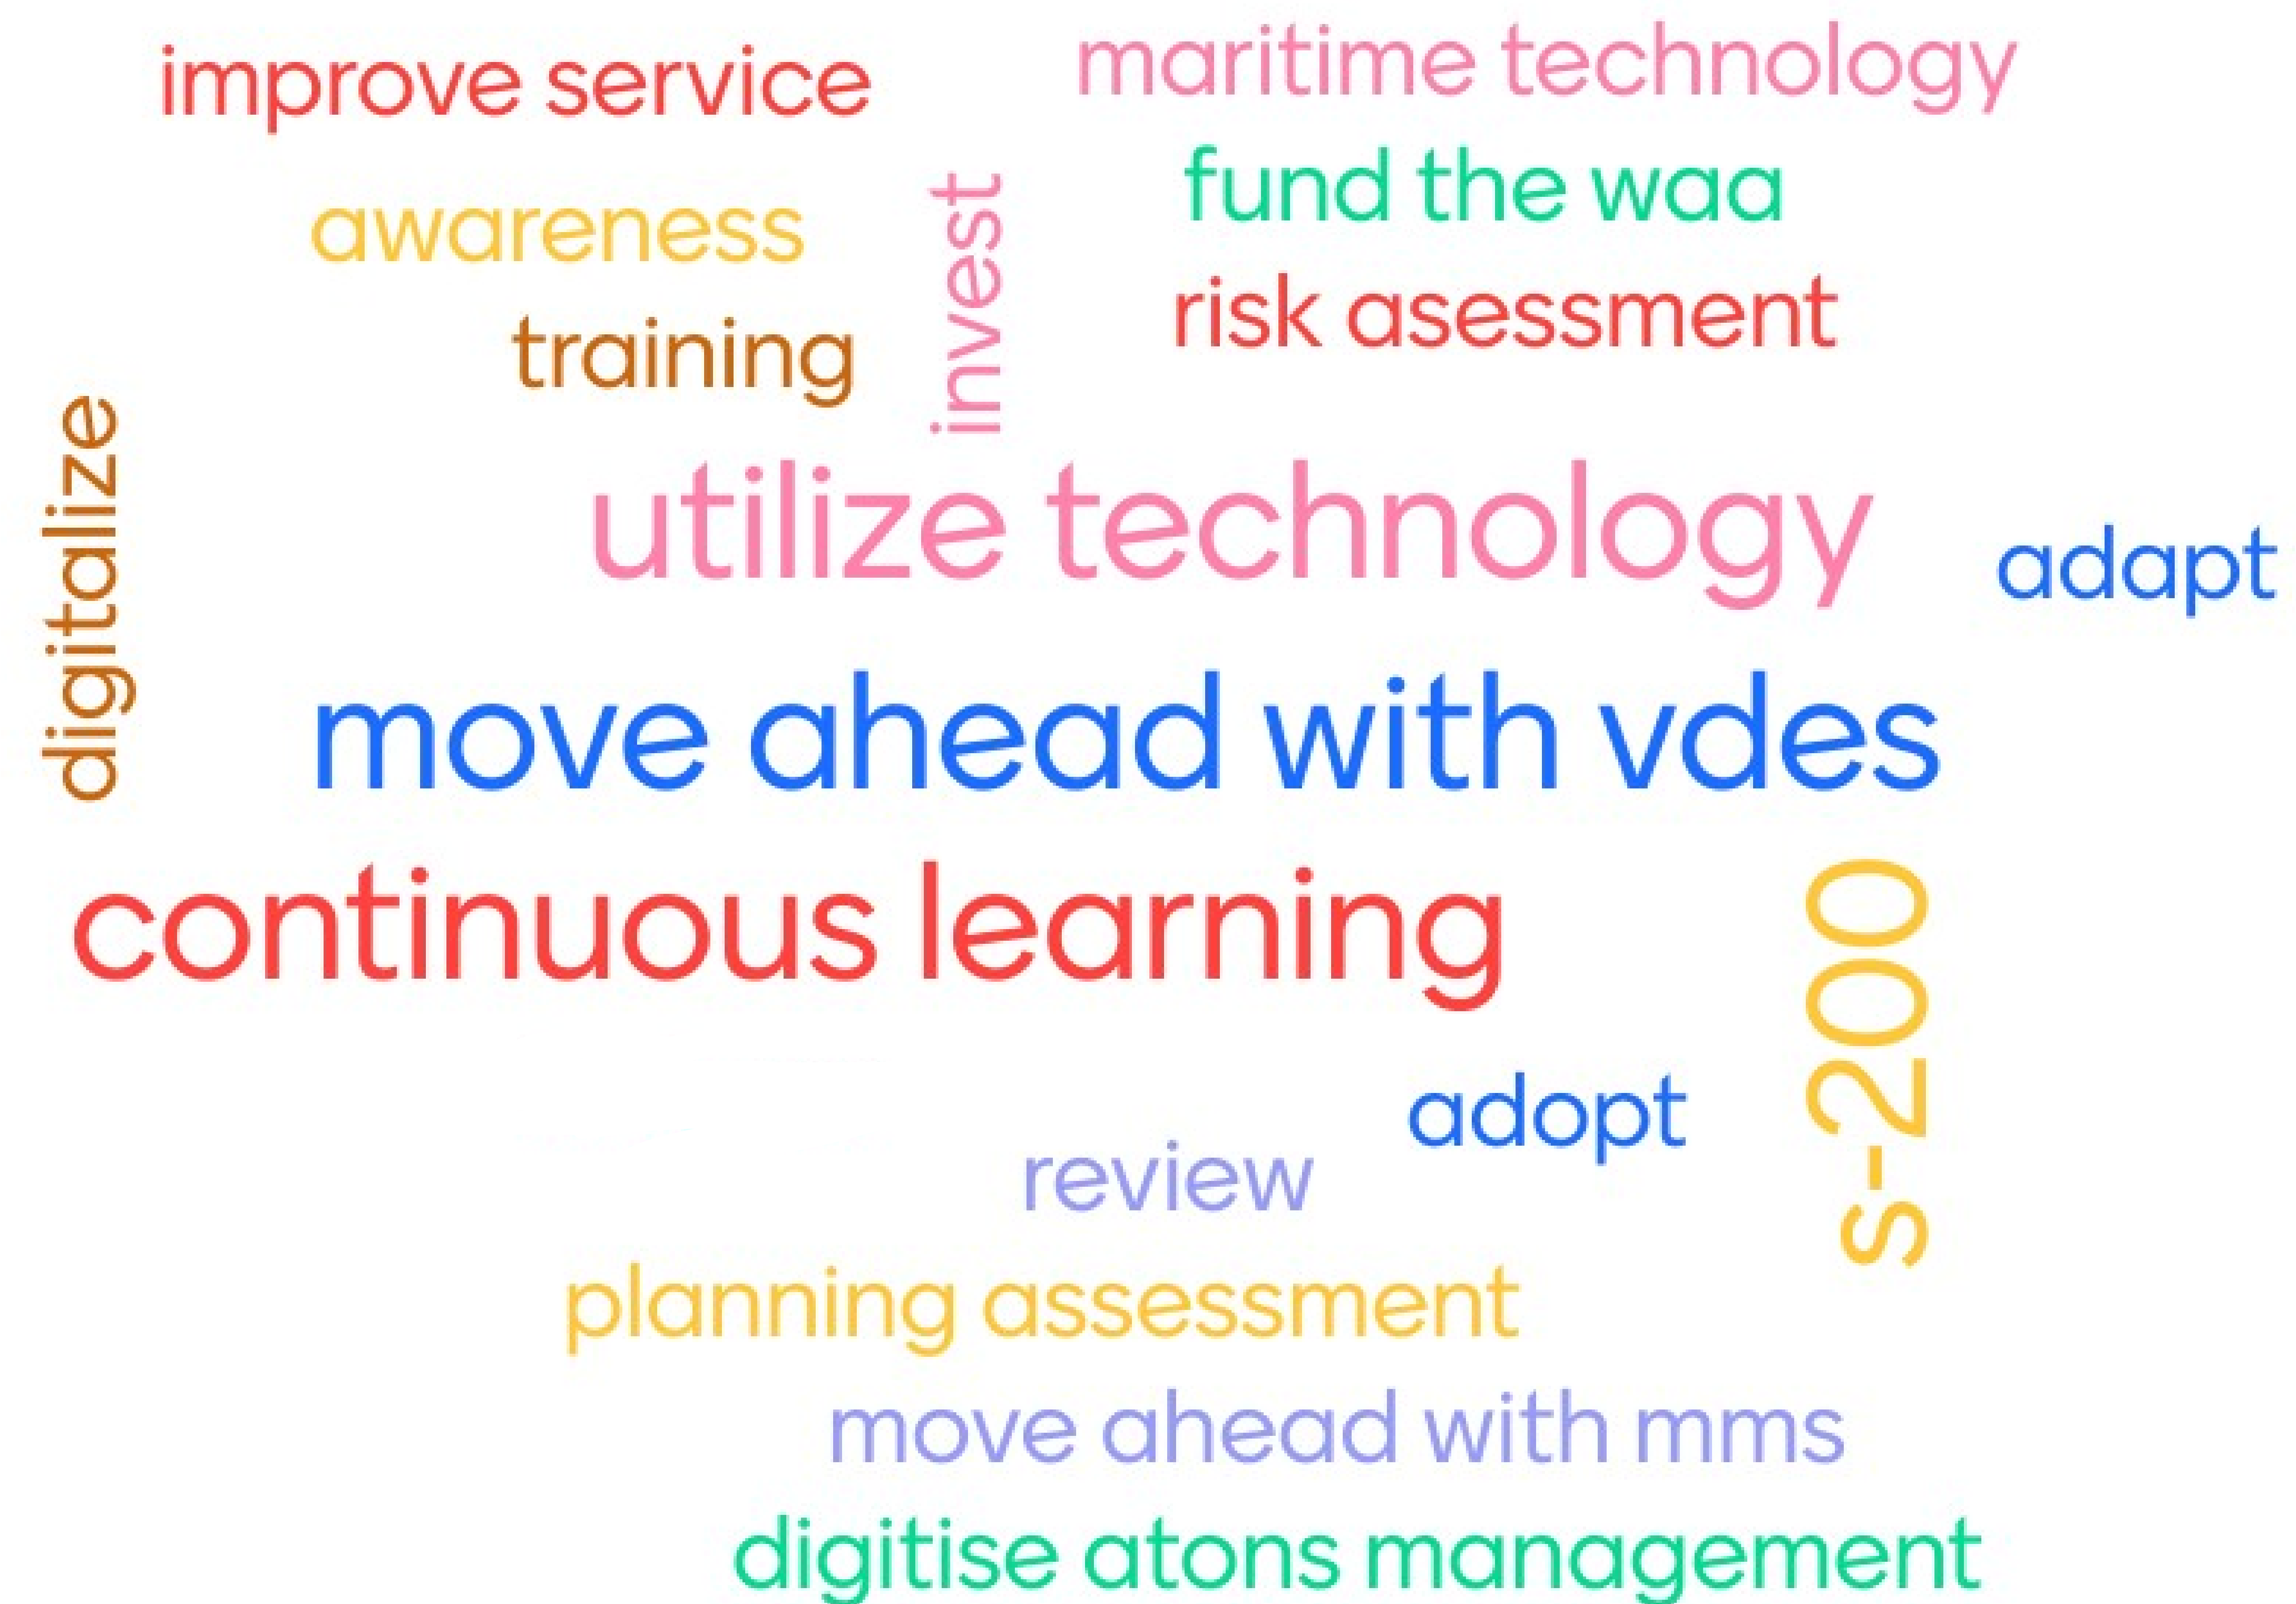 improve service
maritime technology
fund the waa
awareness
invest
risk asessment
training
digitalize
utilize technology
adapt
move ahead with vdes
continuous learning
s-200
adopt
review
planning assessment
move ahead with mms
digitise atons management